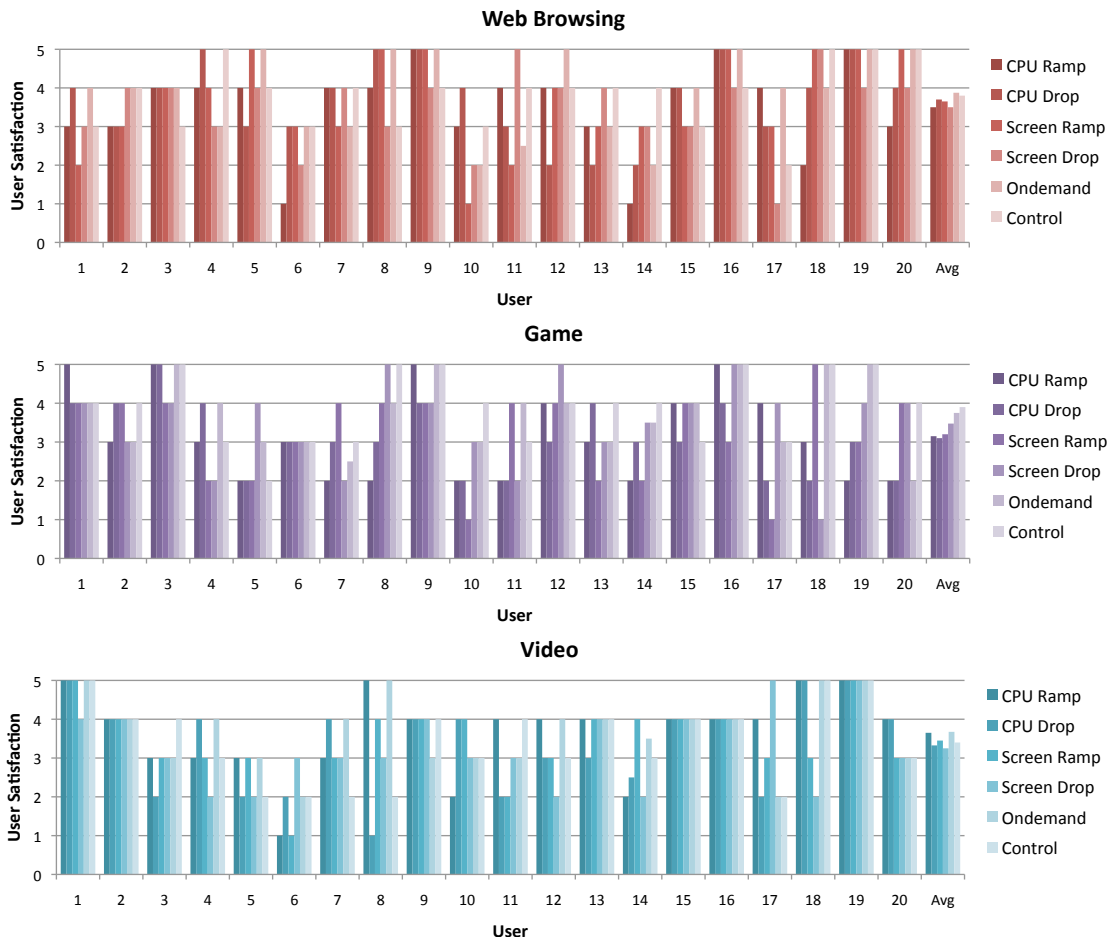 Web Browsing
User Satisfaction
5
4
3
2
1
0
1 2 3 4 5 6 7 8 9 10 11 12 13 14 15 16 17 18 19 20 Avg
User
CPU Ramp
CPU Drop
Screen Ramp
Screen Drop
Ondemand
Control
Game
User Satisfaction
5
4
3
2
1
0
1 2 3 4 5 6 7 8 9 10 11 12 13 14 15 16 17 18 19 20 Avg
User
CPU Ramp
CPU Drop
Screen Ramp
Screen Drop
Ondemand
Control
Video
User Satisfaction
5
4
3
2
1
0
1 2 3 4 5 6 7 8 9 10 11 12 13 14 15 16 17 18 19 20 Avg
User
CPU Ramp
CPU Drop
Screen Ramp
Screen Drop
Ondemand
Control